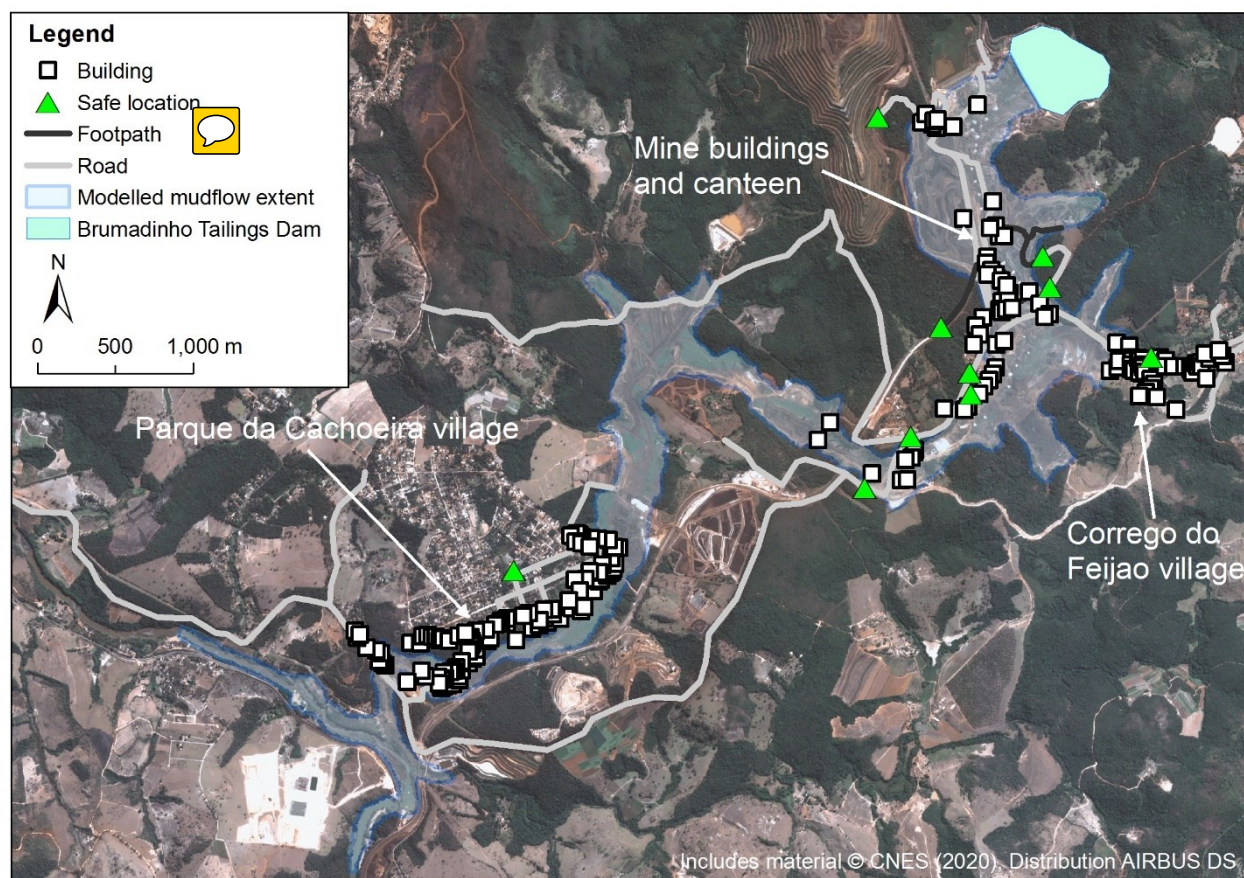 Legend
Building
Safe location
Footpath
Road
Modelled mudflow extent
Brumadinho Tailings Dam
N
0 500 1,000 m
Mine buildings
and canteen
Parque da Cachoeira village
Corrego do
Feijao village
Includes material © CNES (2020), Distribution AIRBUS DS